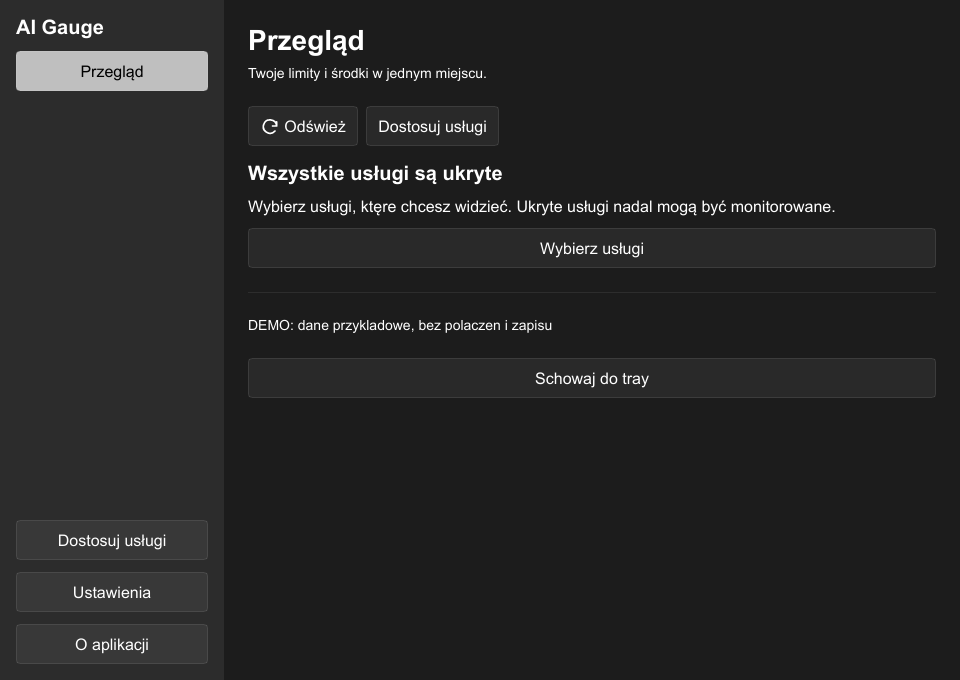 AI Gauge
Przegląd
Dostosuj usługi
Ustawienia
O aplikacji
Przegląd
Twoje limity i środki w jednym miejscu.
Odśwież
Dostosuj usługi
Wszystkie usługi są ukryte
Wybierz usługi, ktęre chcesz widzieć. Ukryte usługi nadal mogą być monitorowane.
Wybierz usługi
DEMO: dane przykladowe, bez polaczen i zapisu
Schowaj do tray